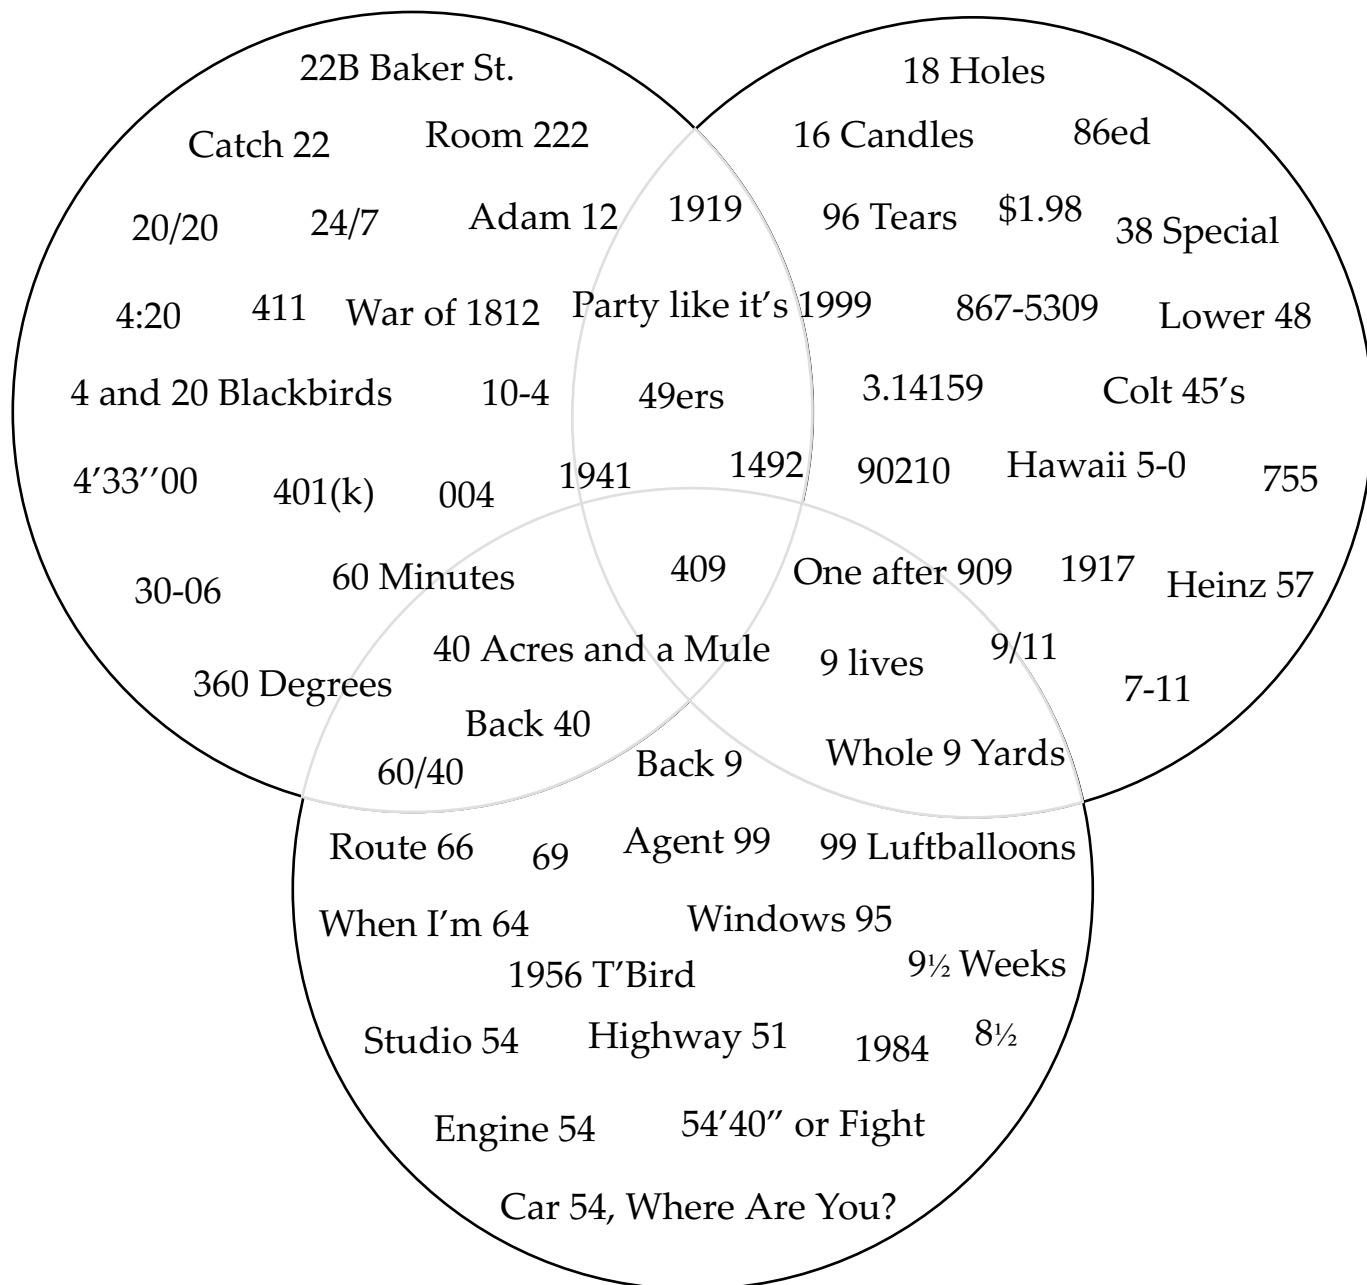 22B Baker St.
18 Holes
Catch 22
Room 222
16 Candles
86ed
20/20
24/7
Adam 12
1919
96 Tears
$1.98
38 Special
4:20
411
War of 1812
Party like it’s 1999
867-5309
Lower 48
4 and 20 Blackbirds
10-4
49ers
3.14159
Colt 45’s
4’33’’00
401(k)
004
1941
1492
90210
Hawaii 5-0
755
30-06
60 Minutes
409
One after 909
1917
Heinz 57
360 Degrees
40 Acres and a Mule
9 lives
9/11
7-11
60/40
Back 40
Back 9
Whole 9 Yards
Route 66
69
Agent 99
99 Luftballoons
When I’m 64
Windows 95
1956 T’Bird
9½ Weeks
Studio 54
Highway 51
1984
8½
Engine 54
54’40” or Fight
Car 54, Where Are You?